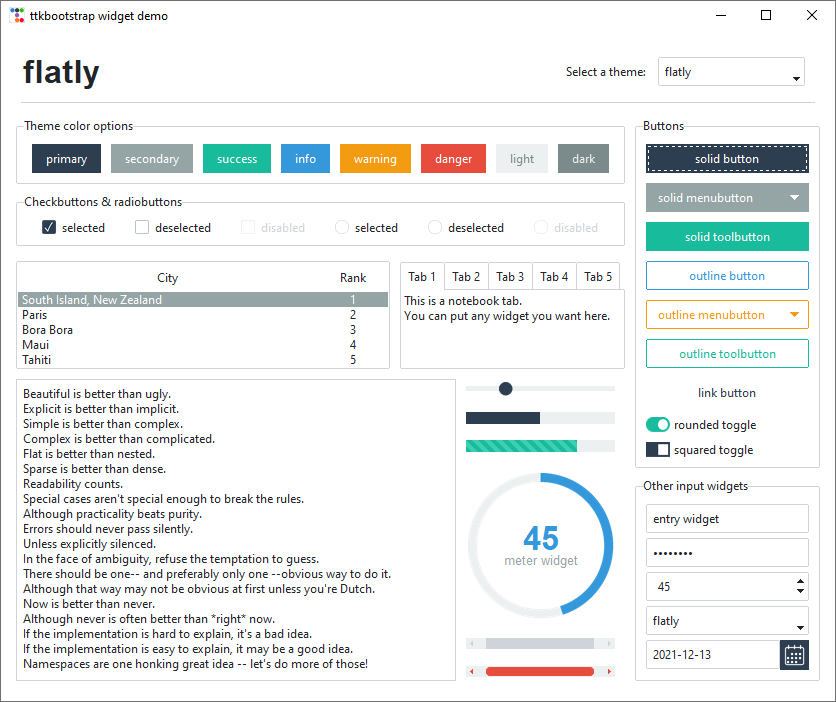 ttkbootstrap widget demo
flatly
Select a theme: flatly
Theme color options
primary secondary success info warning danger light dark
Checkbuttons & radiobuttons
selected deselected disabled selected deselected disabled
City Rank
South Island, New Zealand 1
Paris 2
Bora Bora 3
Maui 4
Tahiti 5
Tab 1 Tab 2 Tab 3 Tab 4 Tab 5
This is a notebook tab.
You can put any widget you want here.
Beautiful is better than ugly.
Explicit is better than implicit.
Simple is better than complex.
Complex is better than complicated.
Flat is better than nested.
Sparse is better than dense.
Readability counts.
Special cases aren't special enough to break the rules.
Although practicality beats purity.
Errors should never pass silently.
Unless explicitly silenced.
In the face of ambiguity, refuse the temptation to guess.
There should be one-- and preferably only one --obvious way to do it.
Although that way may not be obvious at first unless you're Dutch.
Now is better than never.
Although never is often better than *right* now.
If the implementation is hard to explain, it's a bad idea.
If the implementation is easy to explain, it may be a good idea.
Namespaces are one honking great idea -- let's do more of those!
45
meter widget
Buttons
solid button
solid menubutton
solid toolbutton
outline button
outline menubutton
outline toolbutton
link button
rounded toggle
squared toggle
Other input widgets
entry widget
••••••••
45
flatly
2021-12-13